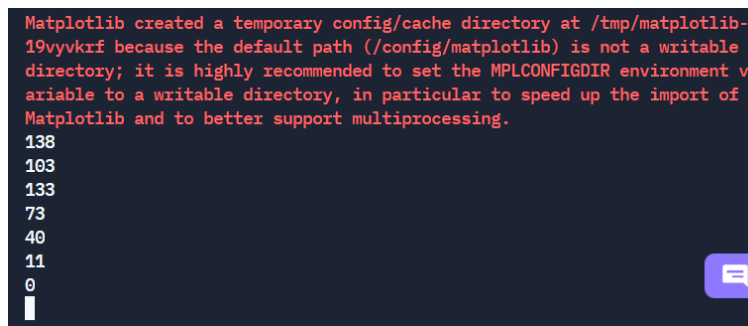 Matplotlib created a temporary config/cache directory at /tmp/matplotlib-
19vyvkrf because the default path (/config/matplotlib) is not a writable
directory; it is highly recommended to set the MPLCONFIGDIR environment v
ariable to a writable directory, in particular to speed up the import of
Matplotlib and to better support multiprocessing.
138
103
133
73
40
11
0